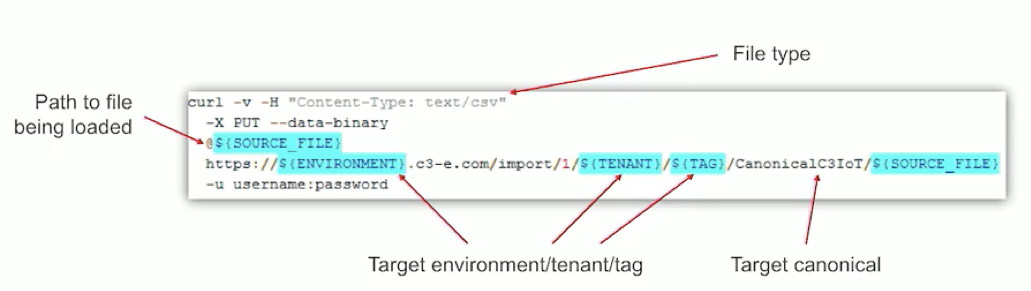 File type
Path to file
being loaded
curl -v -H "Content-Type: text/csv"
-X PUT --data-binary
@${SOURCE_FILE}
https://${ENVIRONMENT}.c3-e.com/import/1/${TENANT}/${TAG}/CanonicalC3IoT/${SOURCE_FILE}
-u username:password
Target environment/tenant/tag
Target canonical